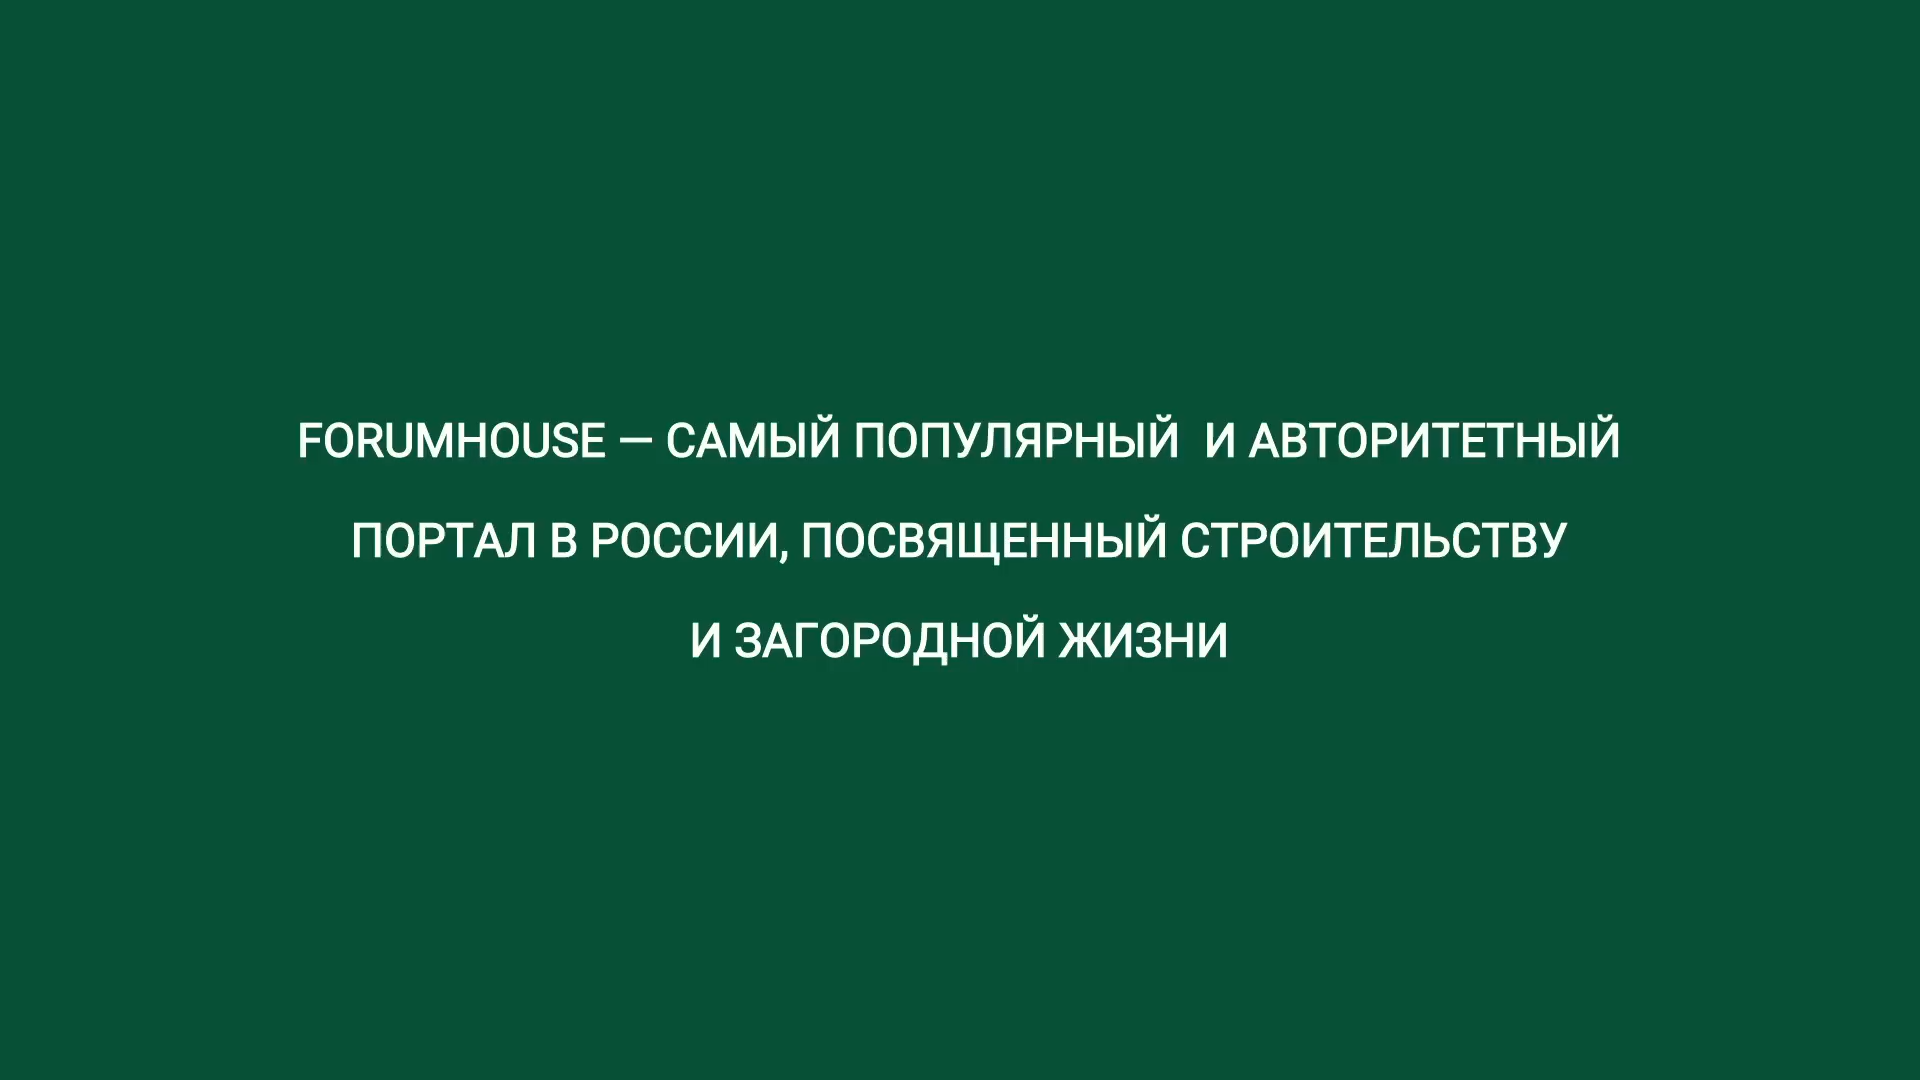 FORUMHOUSE — САМЫЙ ПОПУЛЯРНЫЙ  И АВТОРИТЕТНЫЙ
ПОРТАЛ В РОССИИ, ПОСВЯЩЕННЫЙ СТРОИТЕЛЬСТВУ
И ЗАГОРОДНОЙ ЖИЗНИ